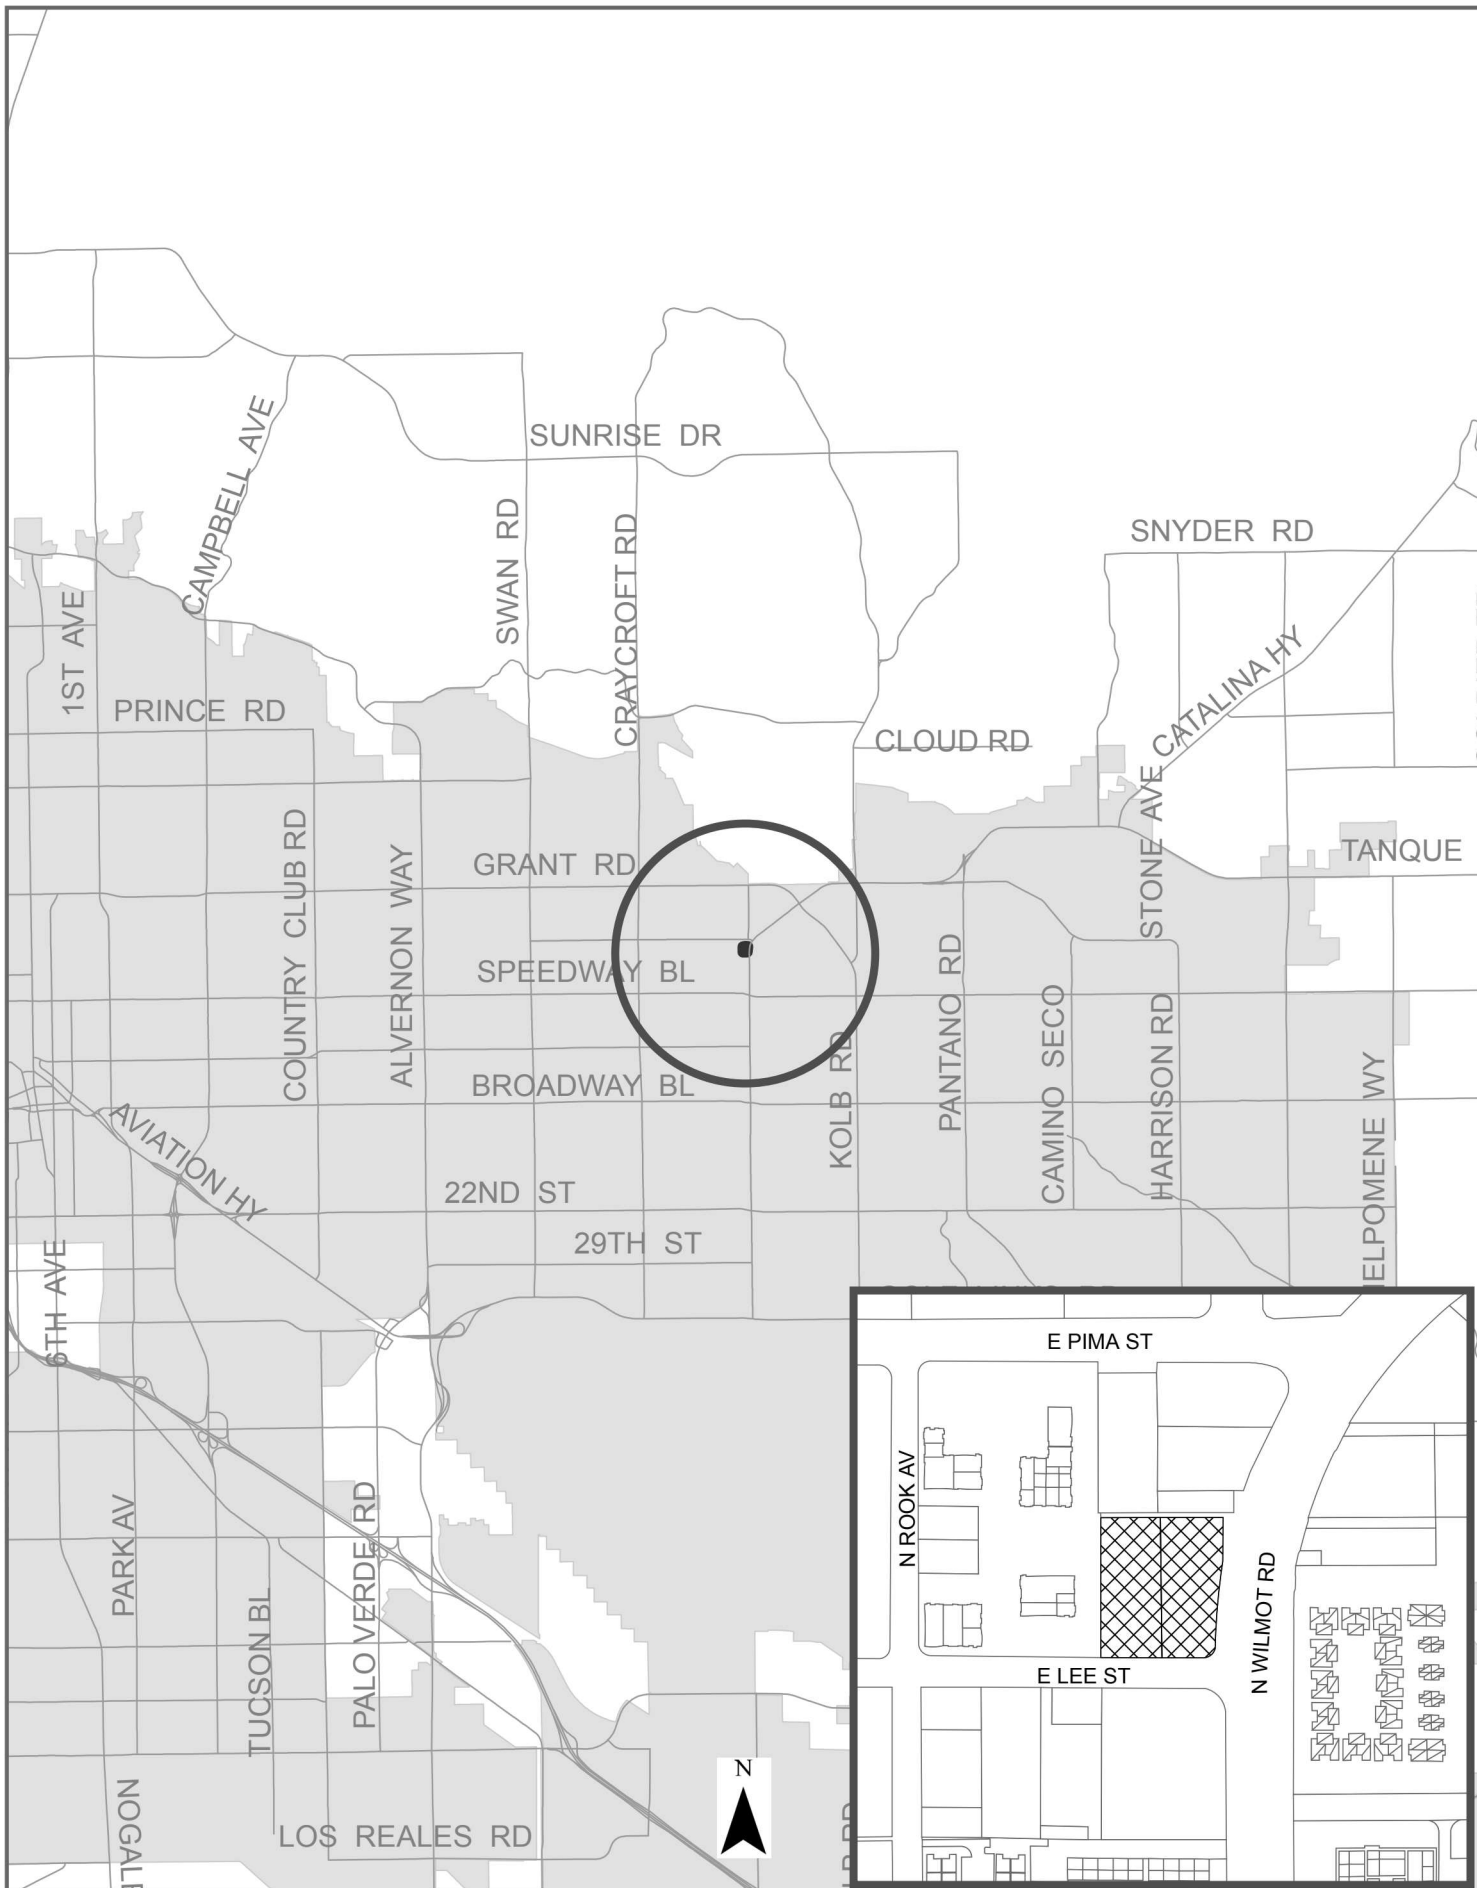 SUNRISE DR
CAMPBELL AVE
SWAN RD
CRAYCROFT RD
SNYDER RD
1ST AVE
PRINCE RD
CATALINA HY
CLOUD RD
COUNTRY CLUB RD
ALVERNON WAY
GRANT RD
STONE AVE
TANQUE
SPEEDWAY BL
PANTANO RD
CAMINO SECO
HARRISON RD
KOLB RD
BROADWAY BL
AVIATION HY
22ND ST
29TH ST
6TH AVE
ELPOMENE WY
PARK AV
TUCSON BL
PALO VERDE RD
NOGAL
LOS REALES RD
N
E PIMA ST
N ROOK AV
E LEE ST
N WILMOT RD